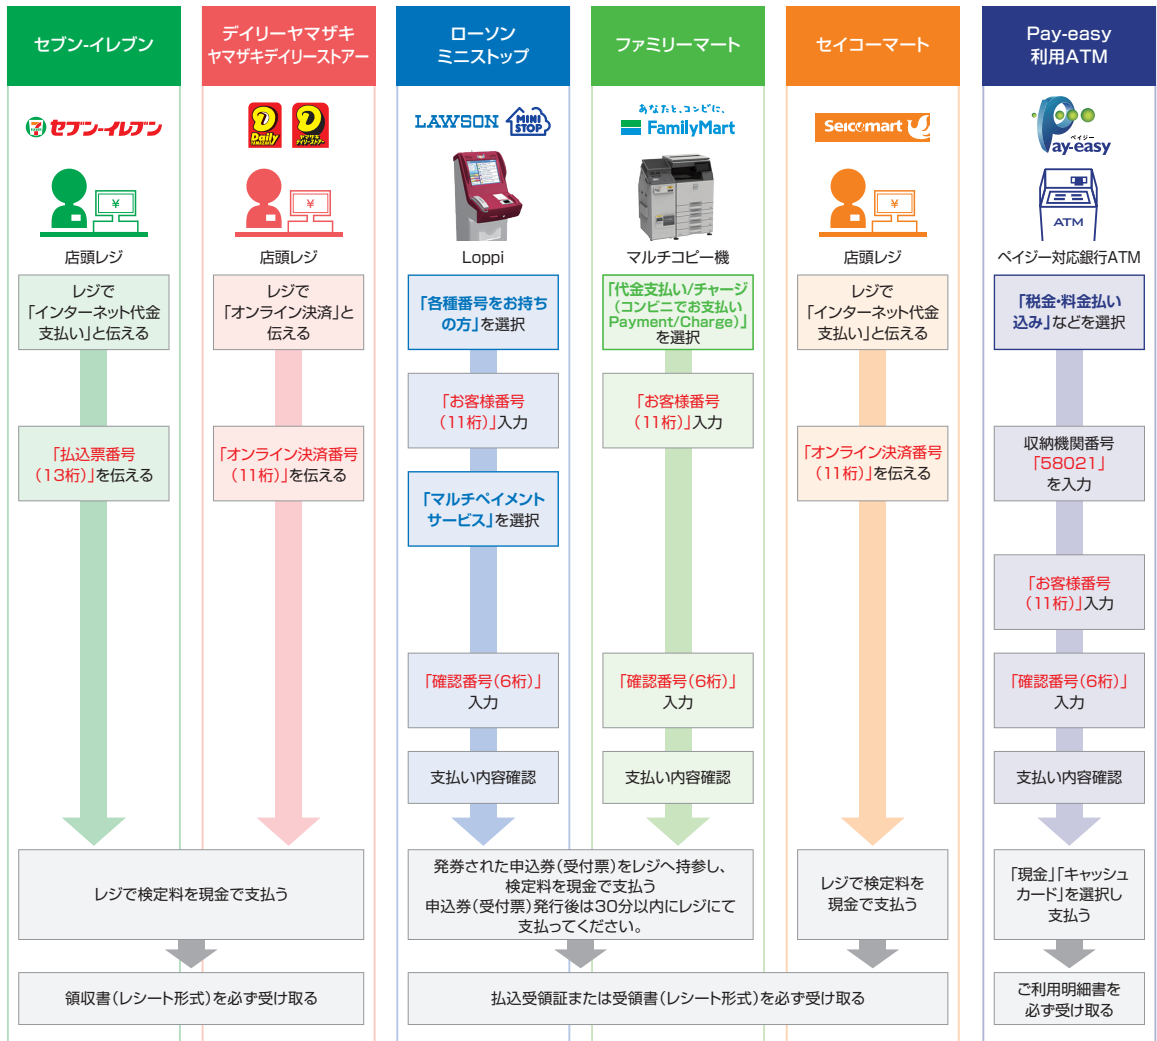 セブン-イレブン
セブン-イレブン
¥
店頭レジ
レジで
「インターネット代金
支払い」と伝える
「払込票番号
(13桁)」を伝える
デイリーヤマザキ
ヤマザキデイリーストアー
Daily
YAMAZAKI
ヤマザキ
デイリーストアー
¥
店頭レジ
レジで
「オンライン決済」と
伝える
「オンライン決済番号
(11桁)」を伝える
レジで検定料を現金で支払う
領収書(レシート形式)を必ず受け取る
ローソン
ミニストップ
LAWSON
MINI
STOP
Loppi
「各種番号をお持ち
の方」を選択
「お客様番号
(11桁)」入力
「マルチペイメント
サービス」を選択
「確認番号(6桁)」
入力
支払い内容確認
ファミリーマート
あなたと、コンビに、
FamilyMart
マルチコピー機
「代金支払い/チャージ
(コンビニでお支払い
Payment/Charge)」
を選択
「お客様番号
(11桁)」入力
「確認番号(6桁)」
入力
支払い内容確認
発券された申込券(受付票)をレジへ持参し、
検定料を現金で支払う
申込券(受付票)発行後は30分以内にレジにて
支払ってください。
セイコーマート
Seicomart
¥
店頭レジ
レジで
「インターネット代金
支払い」と伝える
「オンライン決済番号
(11桁)」を伝える
レジで検定料を
現金で支払う
払込受領証または受領書(レシート形式)を必ず受け取る
Pay-easy
利用ATM
ペイジー
Pay-easy
ATM
ペイジー対応銀行ATM
「税金・料金払い
込み」などを選択
収納機関番号
「58021」
を入力
「お客様番号
(11桁)」入力
「確認番号(6桁)」
入力
支払い内容確認
「現金」「キャッシュ
カード」を選択し
支払う
ご利用明細書を
必ず受け取る